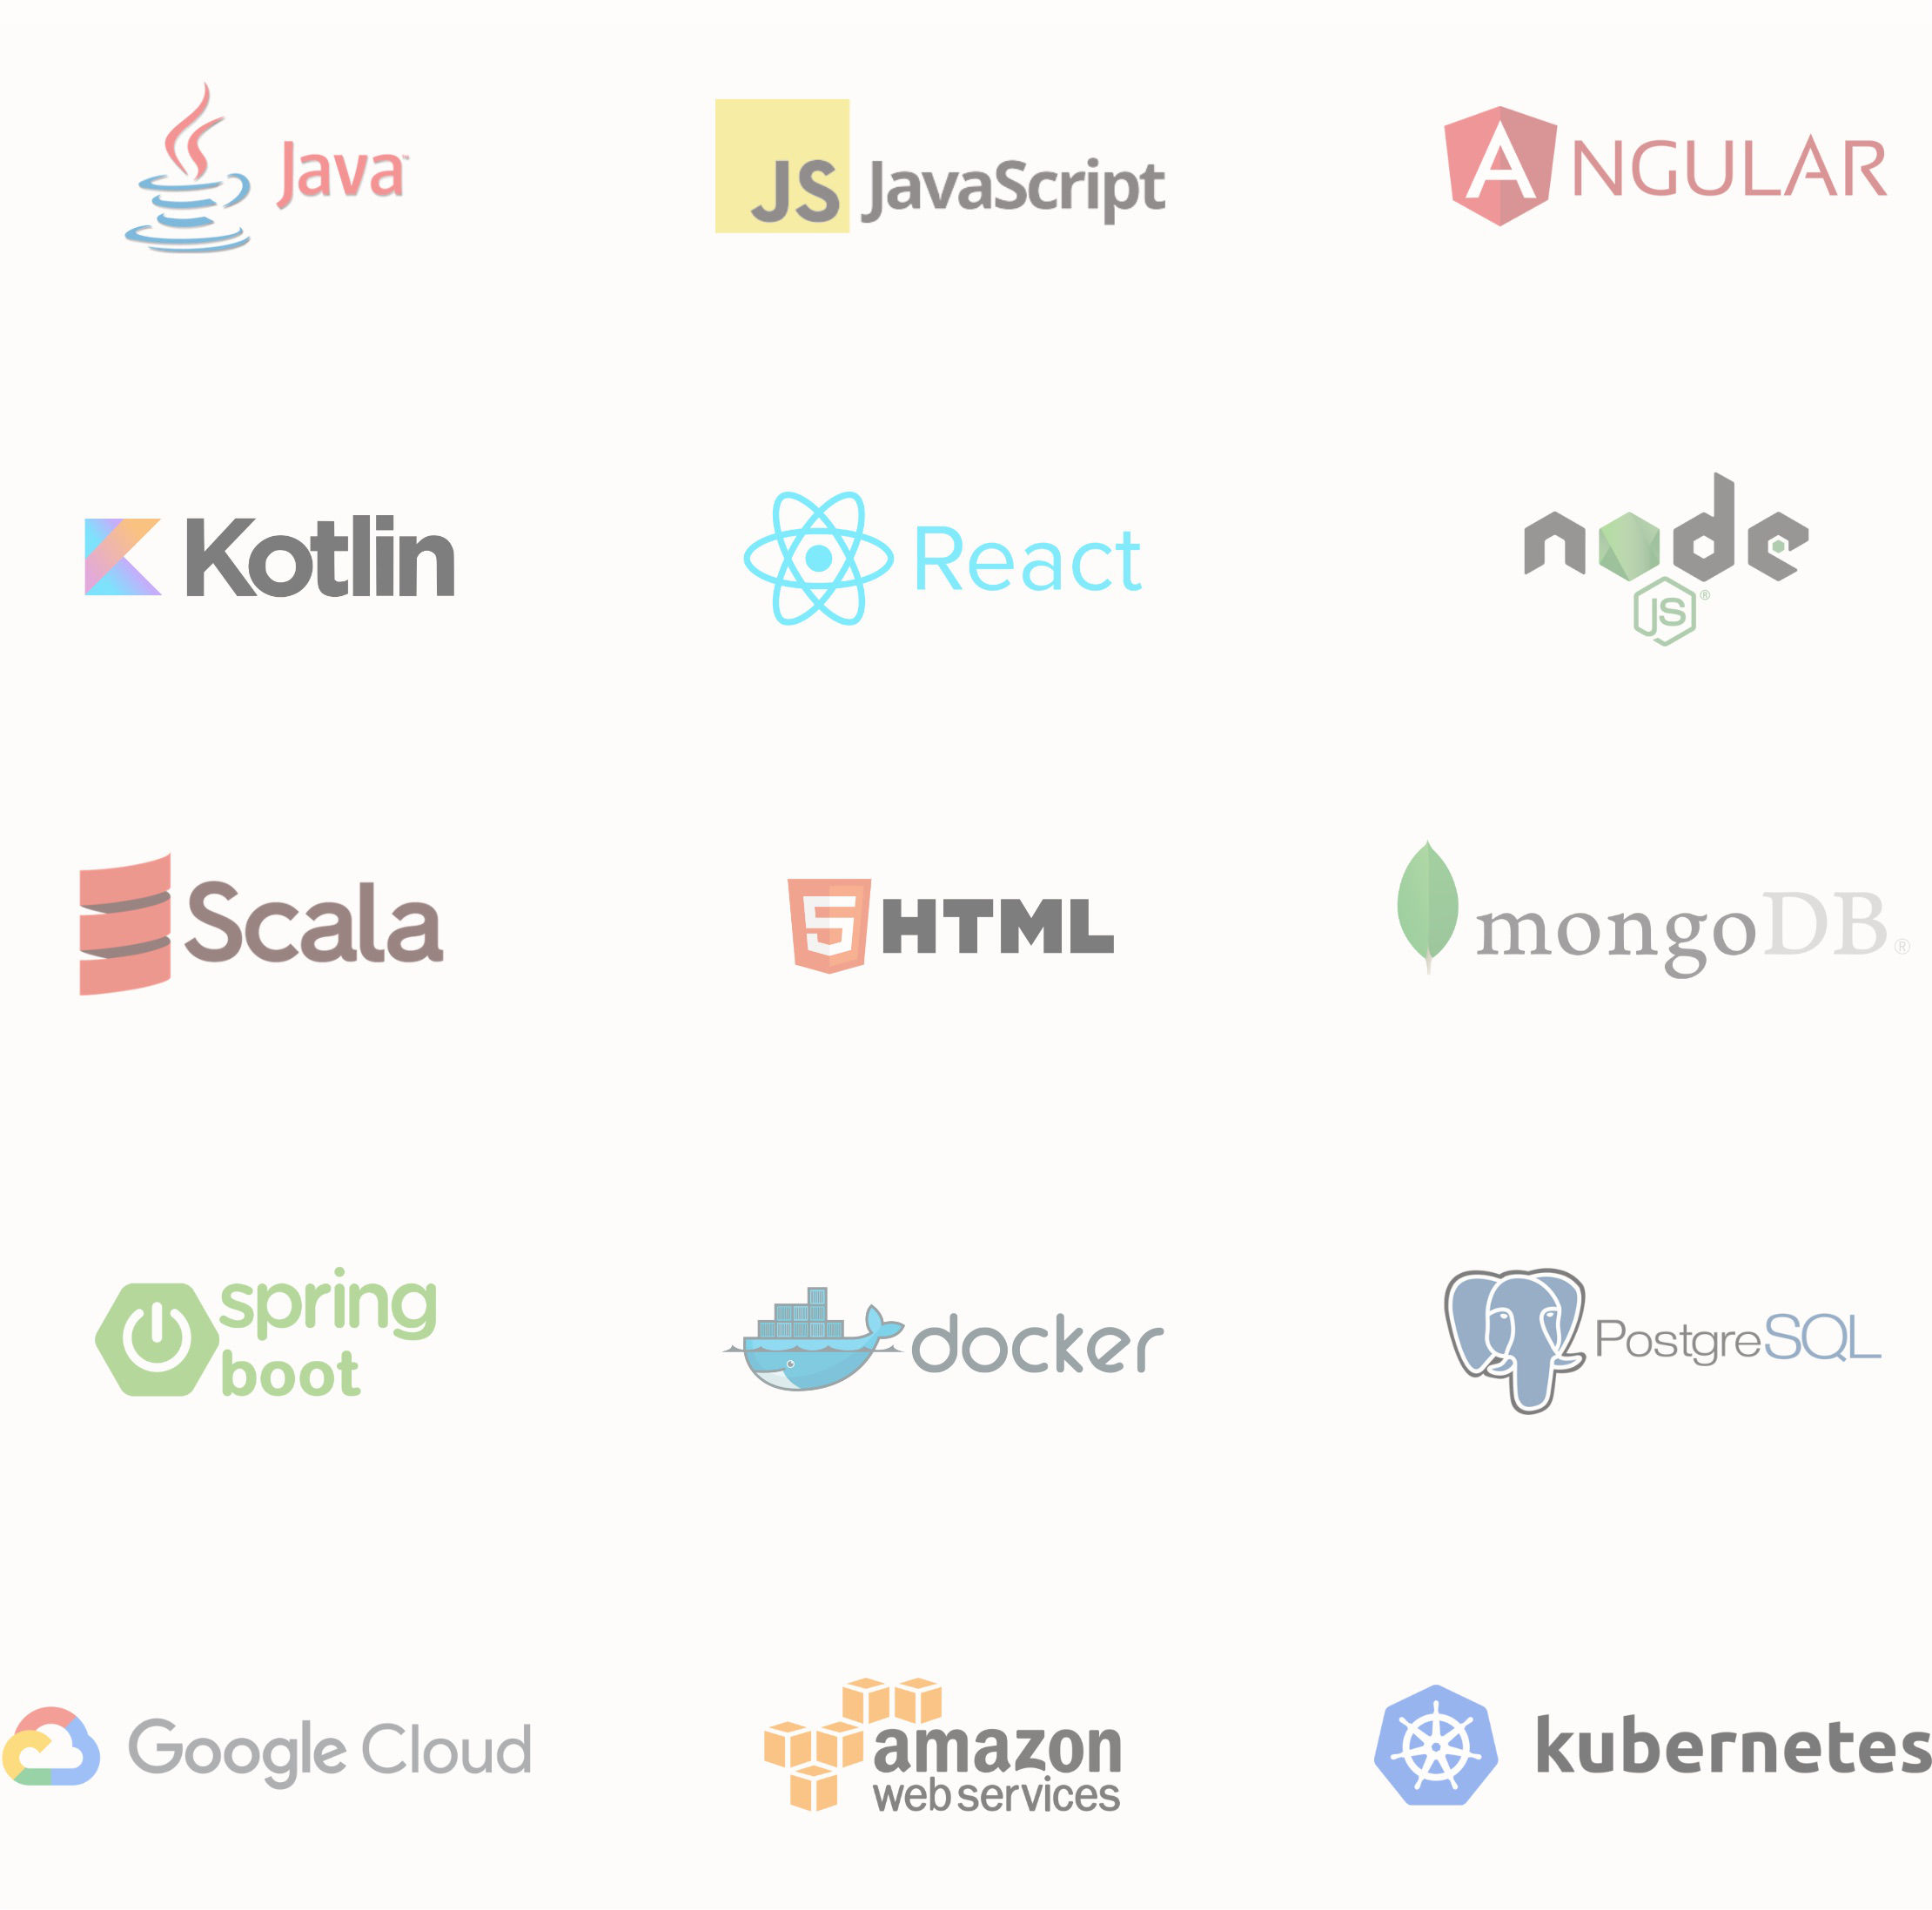 Java™
JS JavaScript
ANGULAR
Kotlin
React
node
JS®
Scala
5 HTML
mongoDB®
spring
boot
docker
PostgreSQL
Google Cloud
amazon
web services
kubernetes